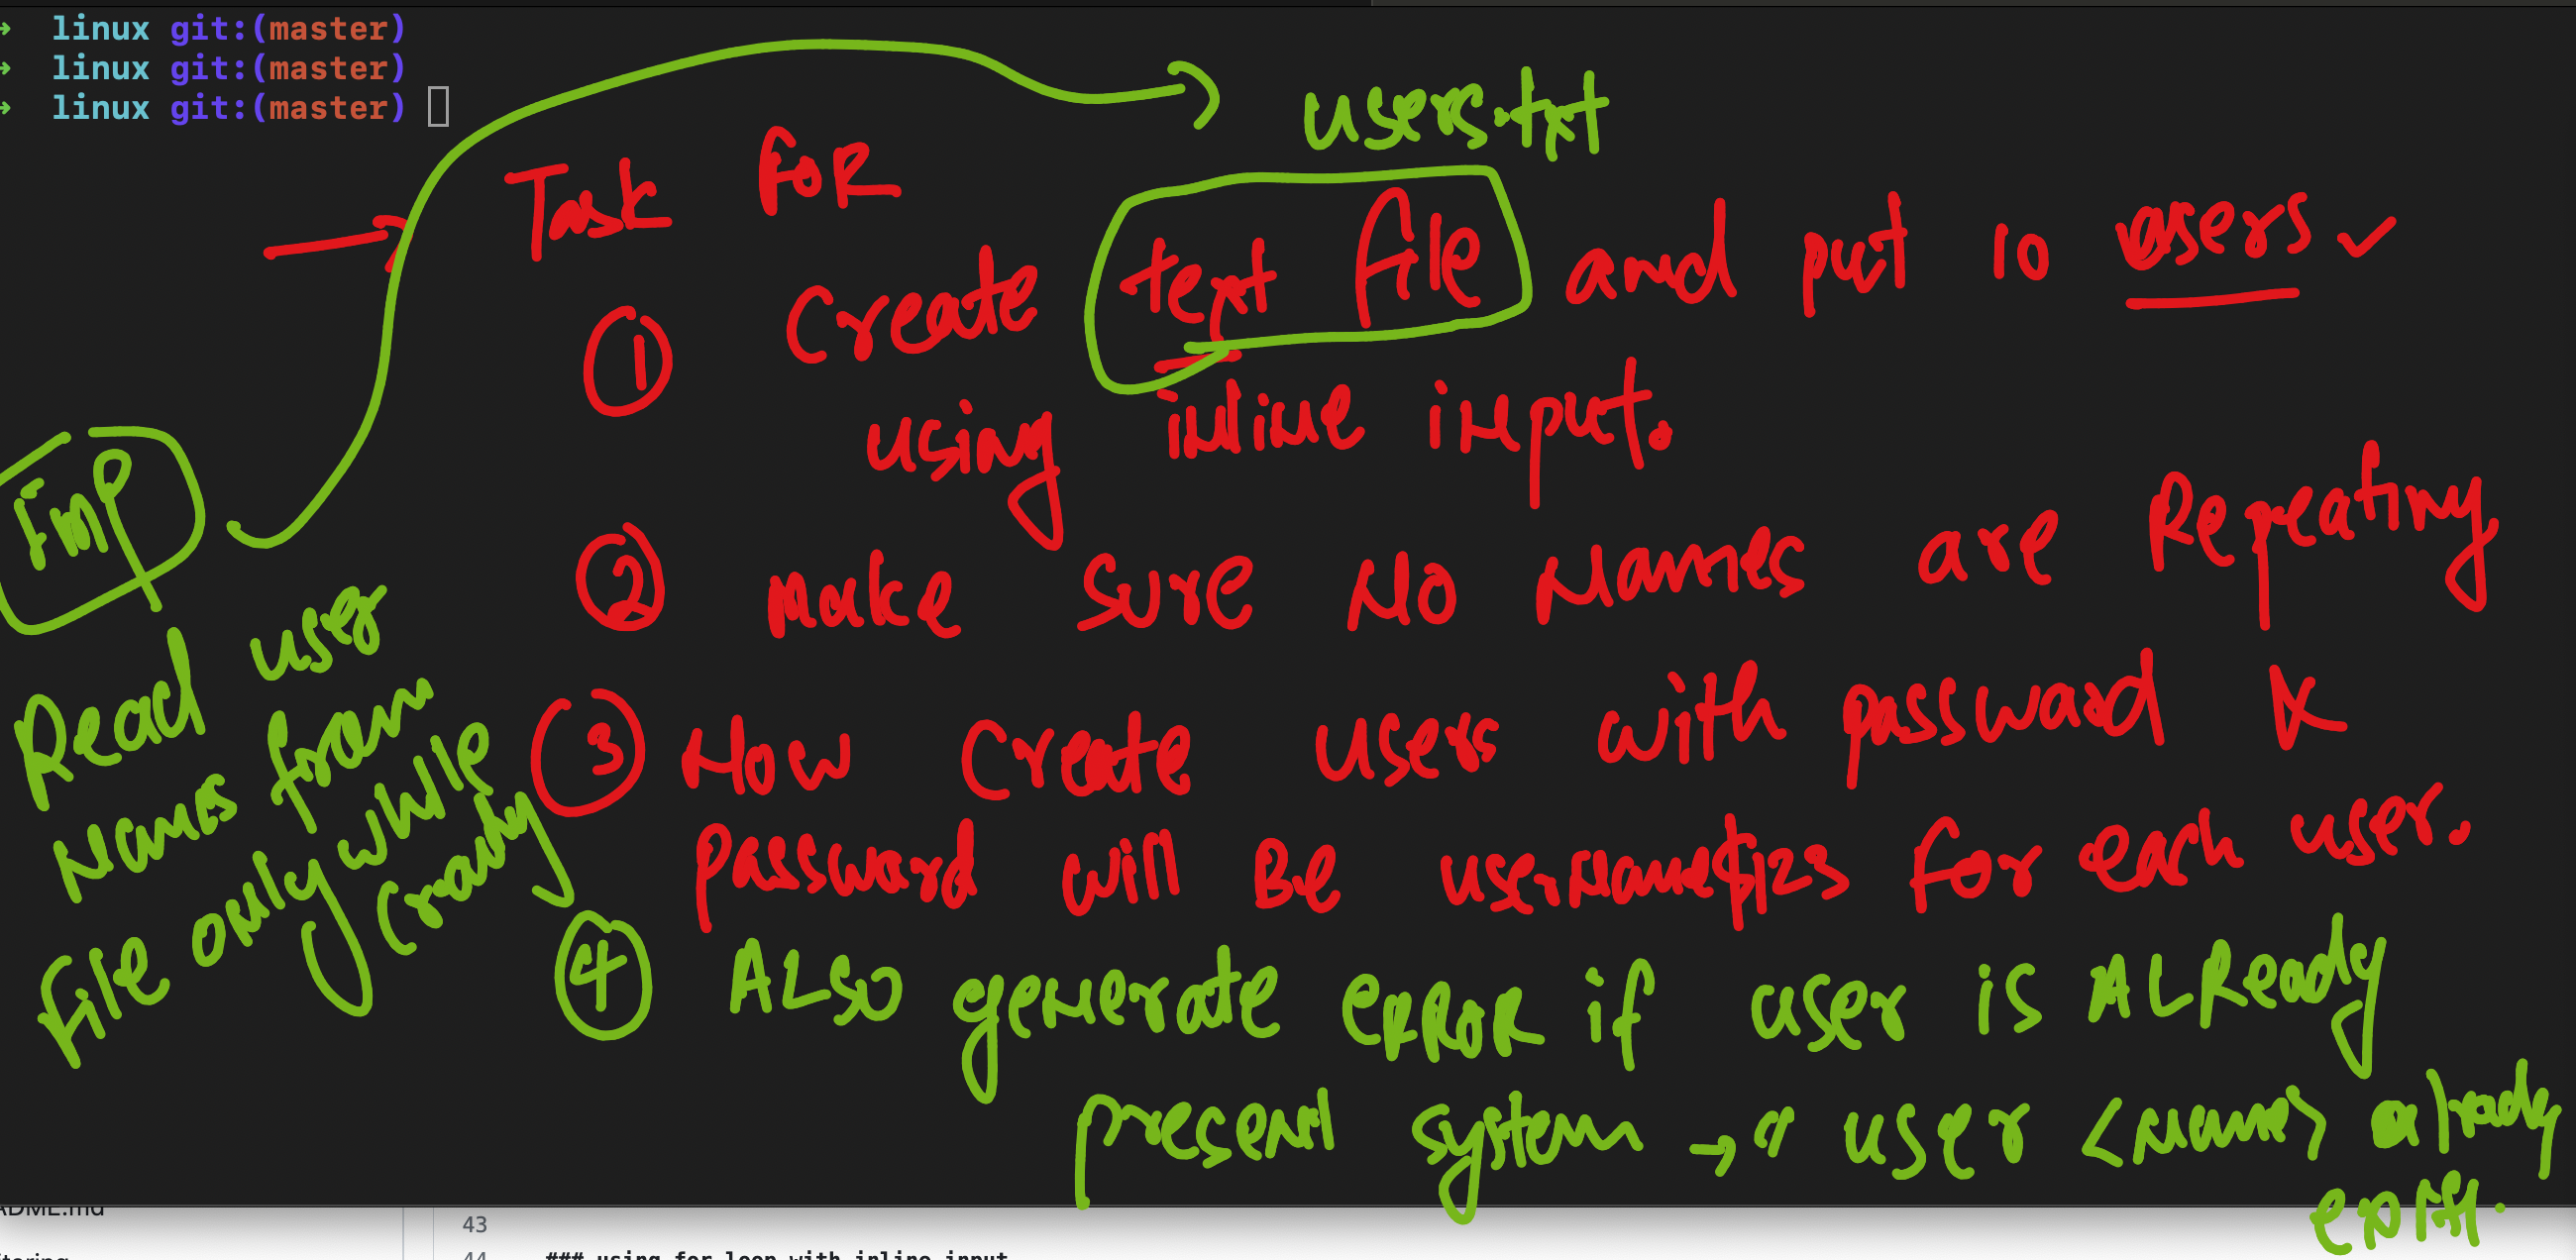 ➜ linux git:(master)
➜ linux git:(master)
➜ linux git:(master)
users.txt
Task FoR
① create text file and put 10 users ✓
using inline input.
② make sure No Names are Repeating
③ Now create users with password &
password will Be username$123 for each user.
④ ALSO generate ERROR if user is ALReady
present system → " user <name> already
exist.
Imp
Read user
Names from
file only while
creating
ADME.md
43
44 ### using for loop with inline input